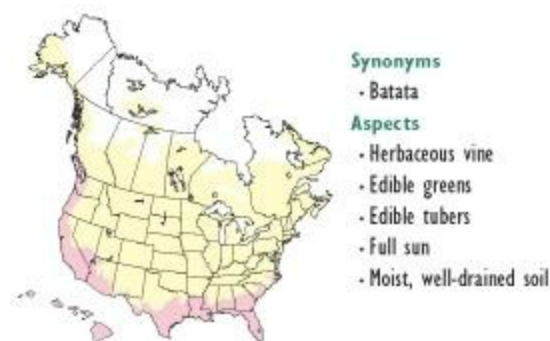 Synonyms
· Batata
Aspects
· Herbaceous vine
· Edible greens
· Edible tubers
· Full sun
· Moist, well-drained soil